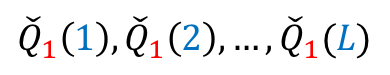 Q̌₁(1), Q̌₁(2), ..., Q̌₁(L)